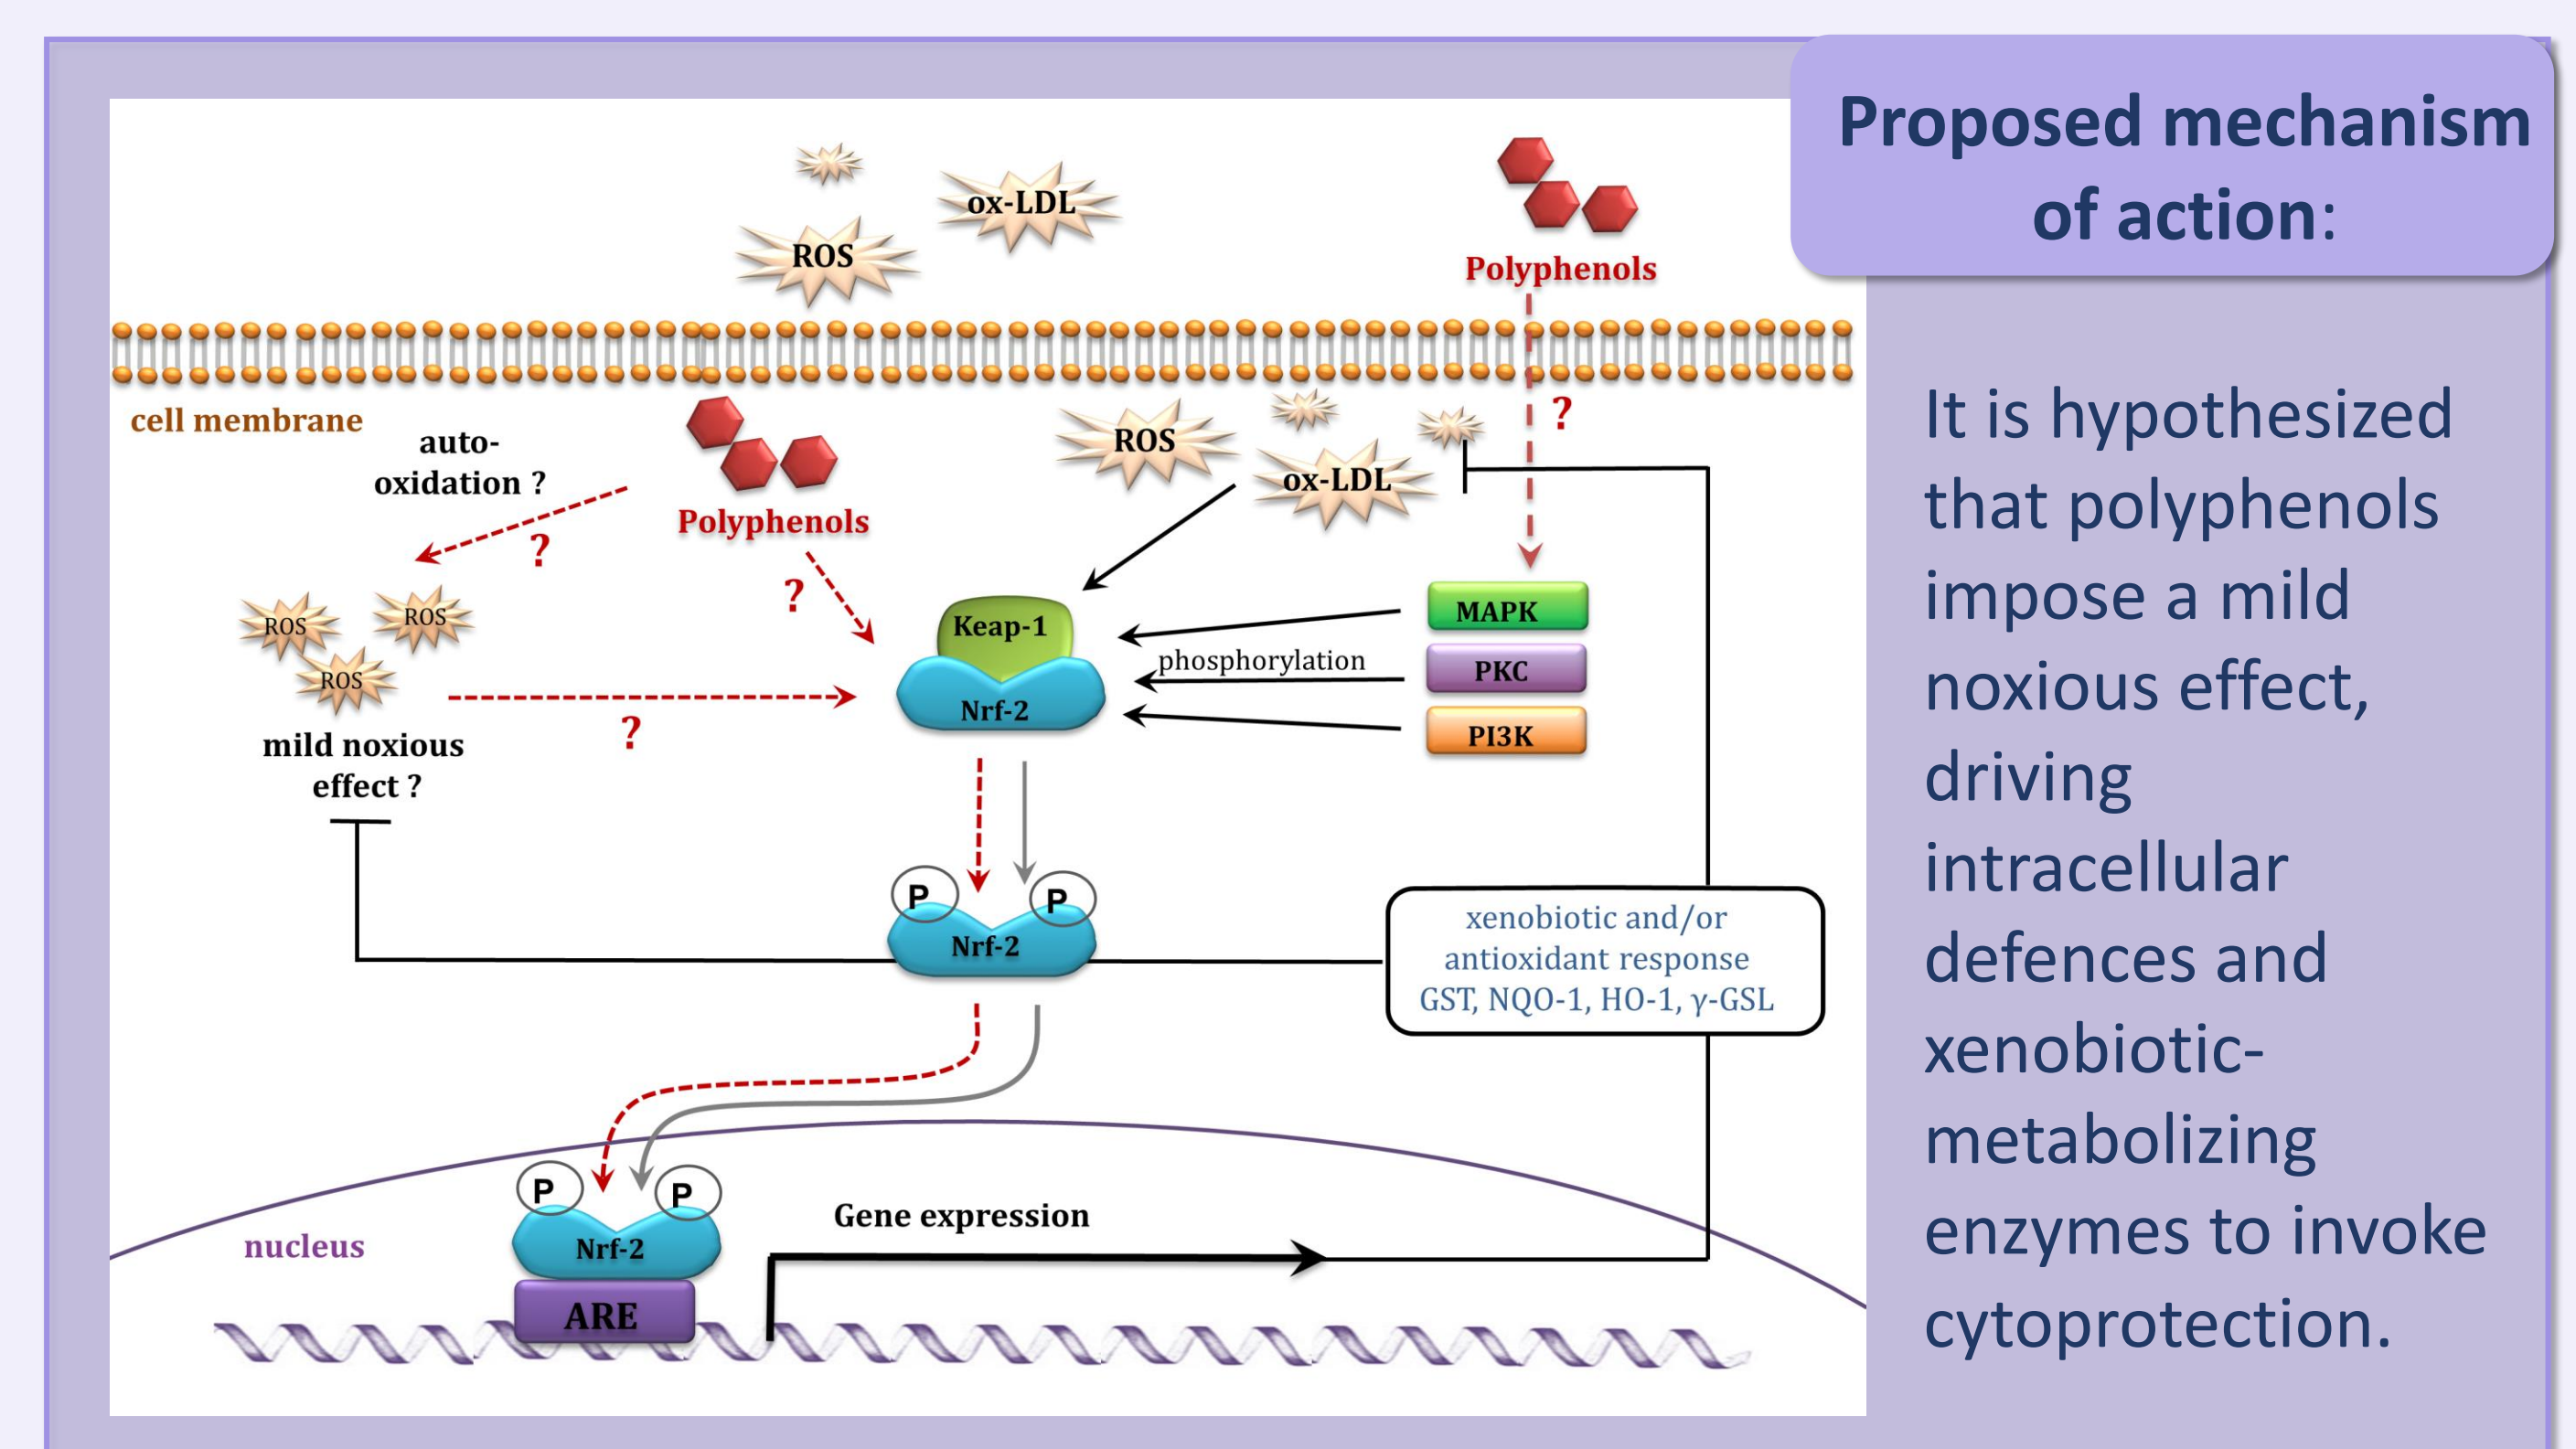 Proposed mechanism
of action:
ox-LDL
ROS
Polyphenols
cell membrane
auto-
oxidation ?
?
ROS
ox-LDL
Polyphenols
?
?
ROS
ROS
ROS
Keap-1
Nrf-2
phosphorylation
MAPK
PKC
PI3K
mild noxious
effect ?
?
P
P
Nrf-2
xenobiotic and/or
antioxidant response
GST, NQO-1, HO-1, γ-GSL
P
P
Nrf-2
ARE
nucleus
Gene expression
It is hypothesized
that polyphenols
impose a mild
noxious effect,
driving
intracellular
defences and
xenobiotic-
metabolizing
enzymes to invoke
cytoprotection.